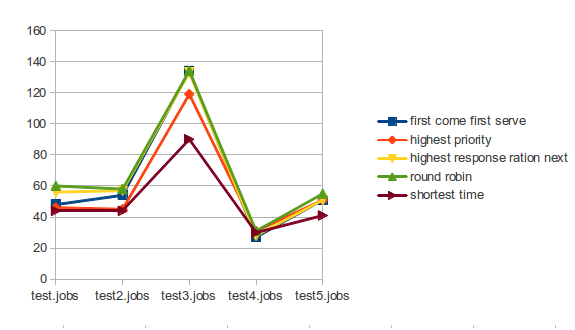 160
140
120
100
80
60
40
20
0
test.jobs test2.jobs test3.jobs test4.jobs test5.jobs
first come first serve
highest priority
highest response ration next
round robin
shortest time